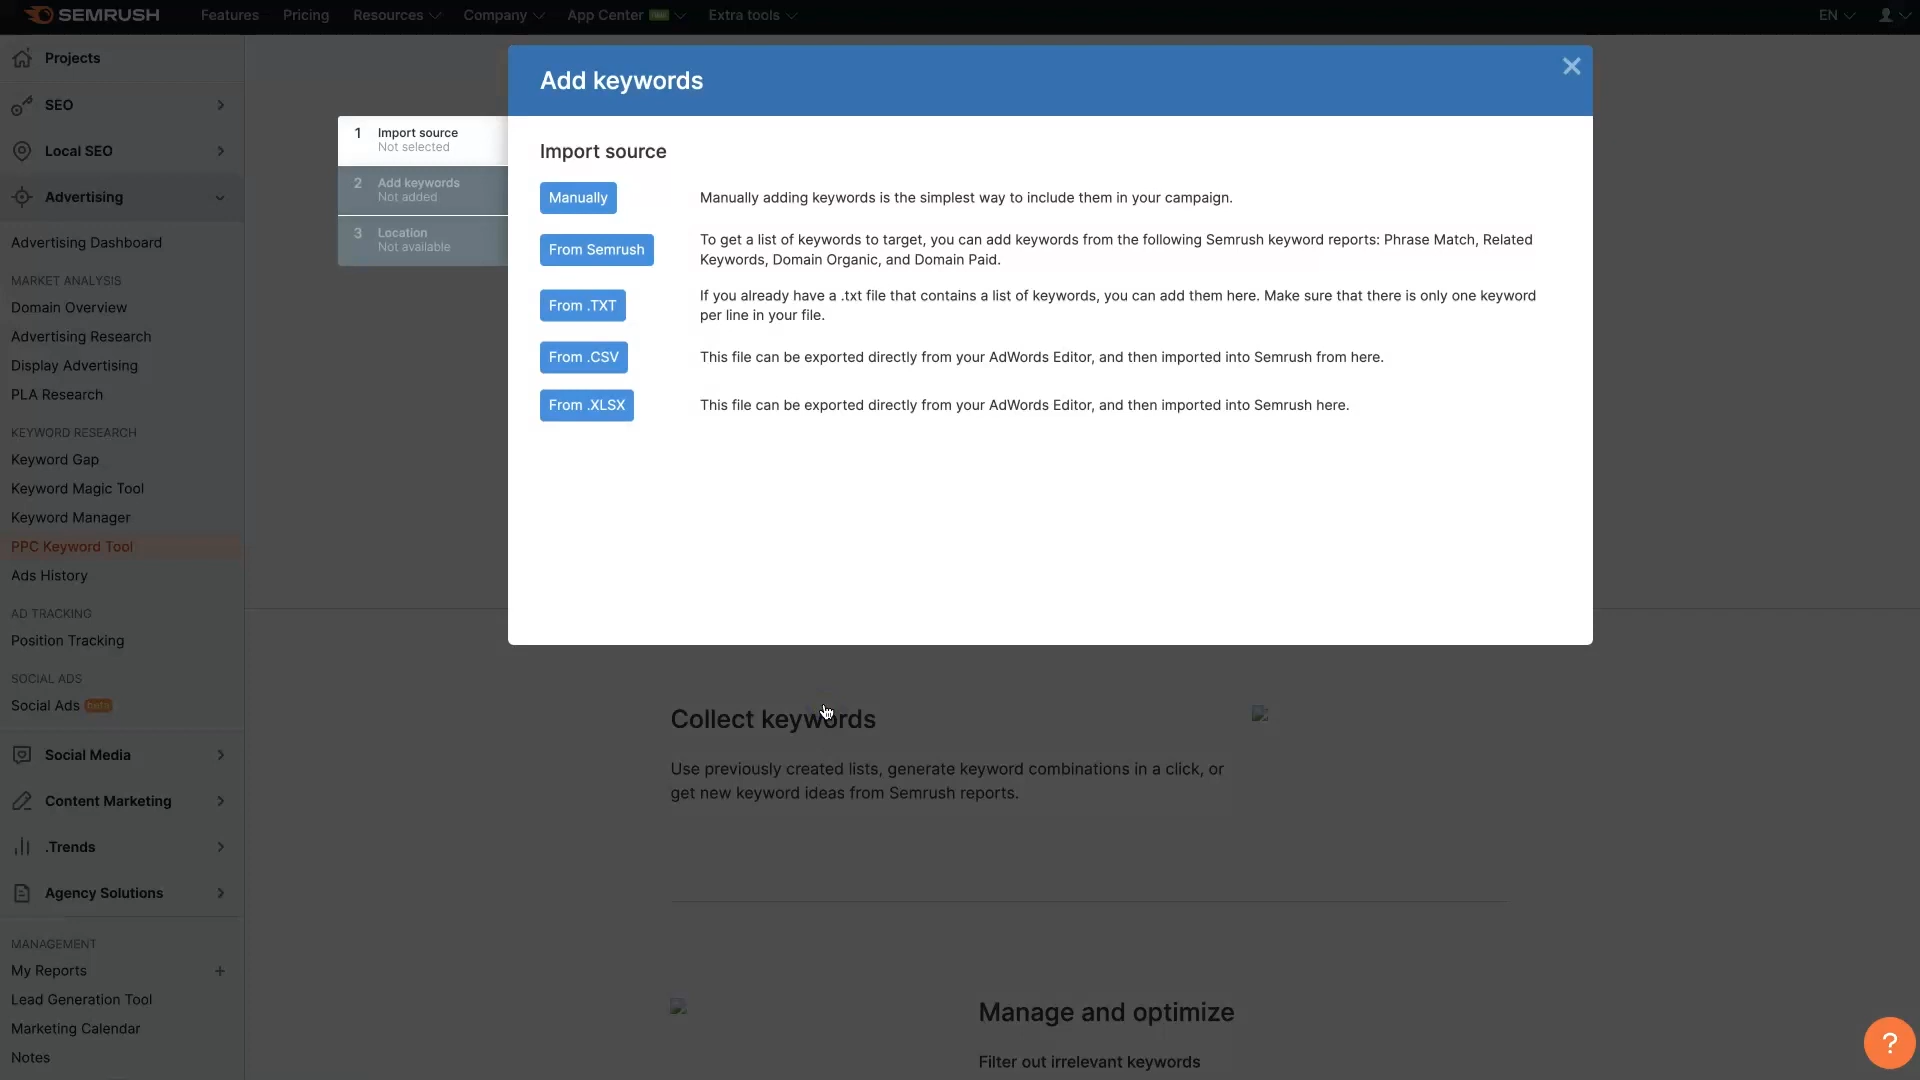 SEMRUSH
Features
Pricing
Resources
Company
App Center new
Extra tools
EN
Projects
SEO
Local SEO
Advertising
Advertising Dashboard
MARKET ANALYSIS
Domain Overview
Advertising Research
Display Advertising
PLA Research
KEYWORD RESEARCH
Keyword Gap
Keyword Magic Tool
Keyword Manager
PPC Keyword Tool
Ads History
AD TRACKING
Position Tracking
SOCIAL ADS
Social Ads beta
Social Media
Content Marketing
.Trends
Agency Solutions
MANAGEMENT
My Reports +
Lead Generation Tool
Marketing Calendar
Notes
1 Import source
Not selected
2 Add keywords
Not added
3 Location
Not available
Add keywords
Import source
Manually
Manually adding keywords is the simplest way to include them in your campaign.
From Semrush
To get a list of keywords to target, you can add keywords from the following Semrush keyword reports: Phrase Match, Related
Keywords, Domain Organic, and Domain Paid.
From .TXT
If you already have a .txt file that contains a list of keywords, you can add them here. Make sure that there is only one keyword
per line in your file.
From .CSV
This file can be exported directly from your AdWords Editor, and then imported into Semrush from here.
From .XLSX
This file can be exported directly from your AdWords Editor, and then imported into Semrush here.
Collect keywords
Use previously created lists, generate keyword combinations in a click, or
get new keyword ideas from Semrush reports.
Manage and optimize
Filter out irrelevant keywords
?